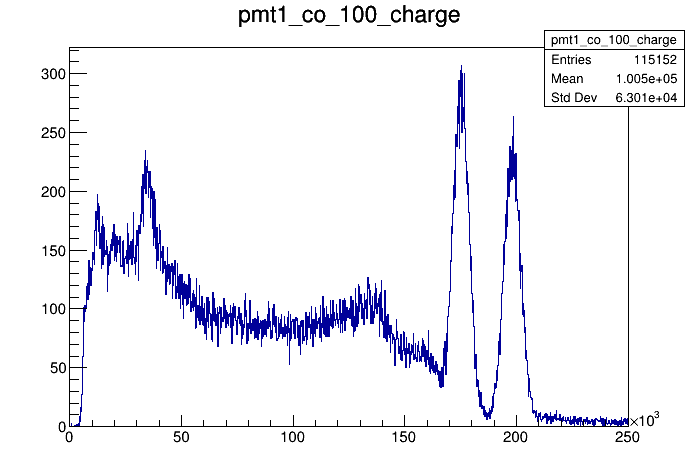 pmt1_co_100_charge
pmt1_co_100_charge
Entries 115152
Mean 1.005e+05
Std Dev 6.301e+04
300
250
200
150
100
50
0
0 50 100 150 200 250
×10³